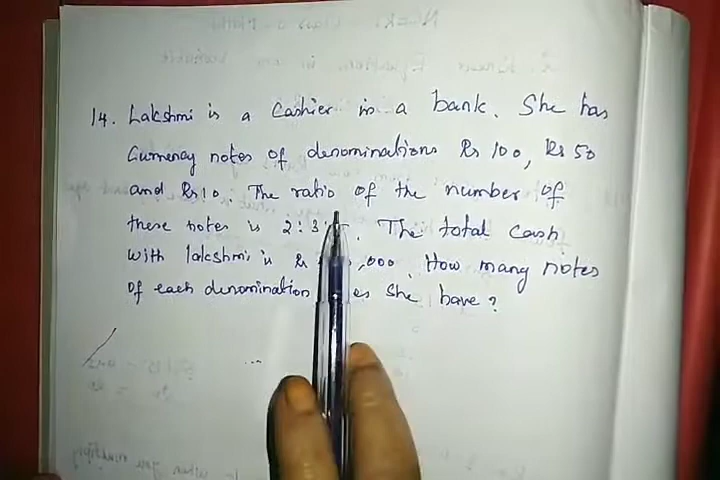 14. Lakshmi is a Cashier in a bank. She has
Currency notes of denominations Rs 100, Rs 50
and Rs 10. The ratio of the number of
these notes is 2:3: The total cash
with lakshmi is Rs ,000. How many notes
of each denomination she have?